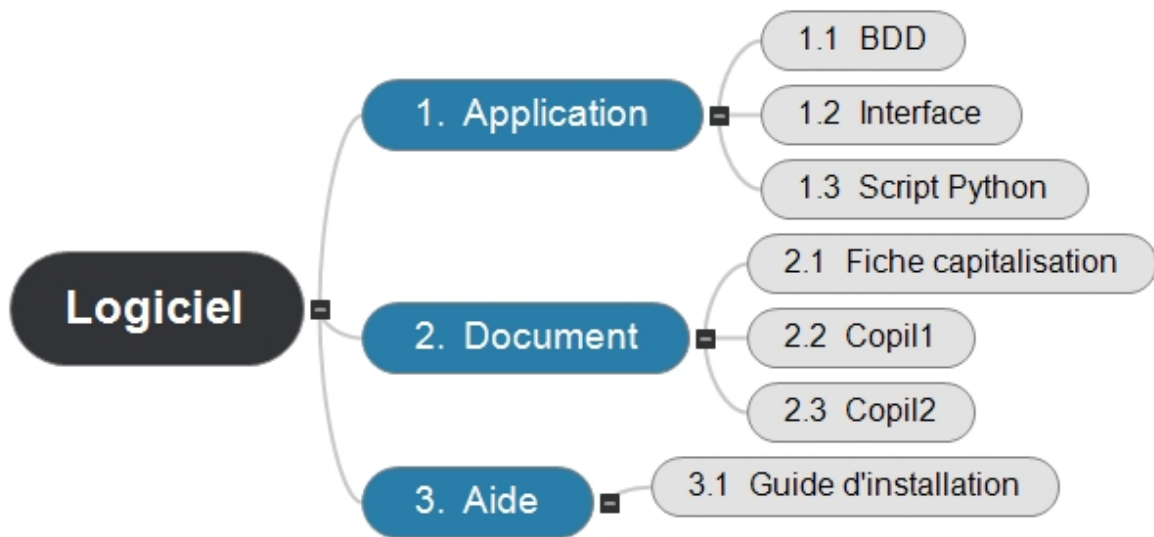 Logiciel
1. Application
1.1 BDD
1.2 Interface
1.3 Script Python
2. Document
2.1 Fiche capitalisation
2.2 Copil1
2.3 Copil2
3. Aide
3.1 Guide d'installation